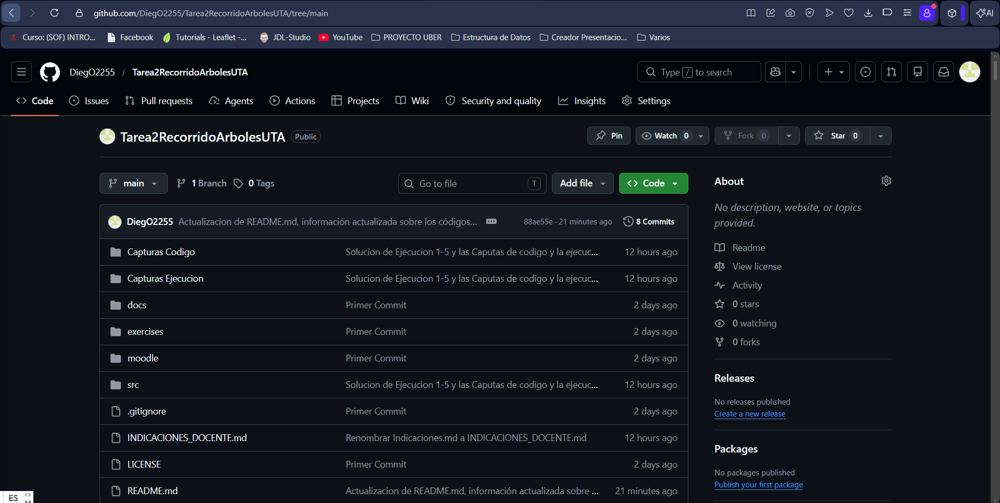 github.com/DiegO2255/Tarea2RecorridoArbolesUTA/tree/main
AI
Curso: (SOF) INTRO... Facebook Tutorials - Leaflet -... JDL-Studio YouTube PROYECTO UBER Estructura de Datos Creador Presentacio... Varios
DiegO2255 / Tarea2RecorridoArbolesUTA
Type / to search
Code Issues Pull requests Agents Actions Projects Wiki Security and quality Insights Settings
Tarea2RecorridoArbolesUTA Public
Pin Watch 0 Fork 0 Star 0
main 1 Branch 0 Tags
Go to file T Add file Code
DiegO2255 Actualizacion de README.md, información actualizada sobre los códigos... 88ae55e · 21 minutes ago 8 Commits
Capturas Codigo Solucion de Ejecucion 1-5 y las Caputas de codigo y la ejecuc... 12 hours ago
Capturas Ejecucion Solucion de Ejecucion 1-5 y las Caputas de codigo y la ejecuc... 12 hours ago
docs Primer Commit 2 days ago
exercises Primer Commit 2 days ago
moodle Primer Commit 2 days ago
src Solucion de Ejecucion 1-5 y las Caputas de codigo y la ejecuc... 12 hours ago
.gitignore Primer Commit 2 days ago
INDICACIONES_DOCENTE.md Renombrar Indicaciones.md a INDICACIONES_DOCENTE.md 12 hours ago
LICENSE Primer Commit 2 days ago
README.md Actualizacion de README.md, información actualizada sobre ... 21 minutes ago
About
No description, website, or topics
provided.
Readme
View license
Activity
0 stars
0 watching
0 forks
Releases
No releases published
Create a new release
Packages
No packages published
Publish your first package
ES